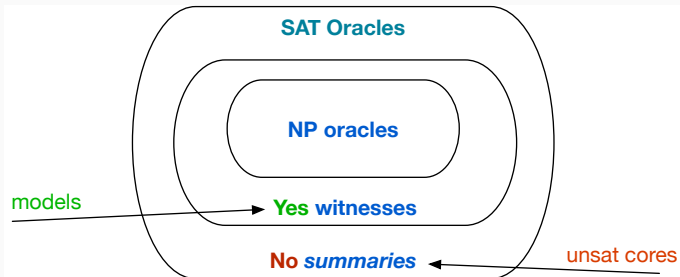 SAT Oracles
NP oracles
models
Yes witnesses
No summaries
unsat cores